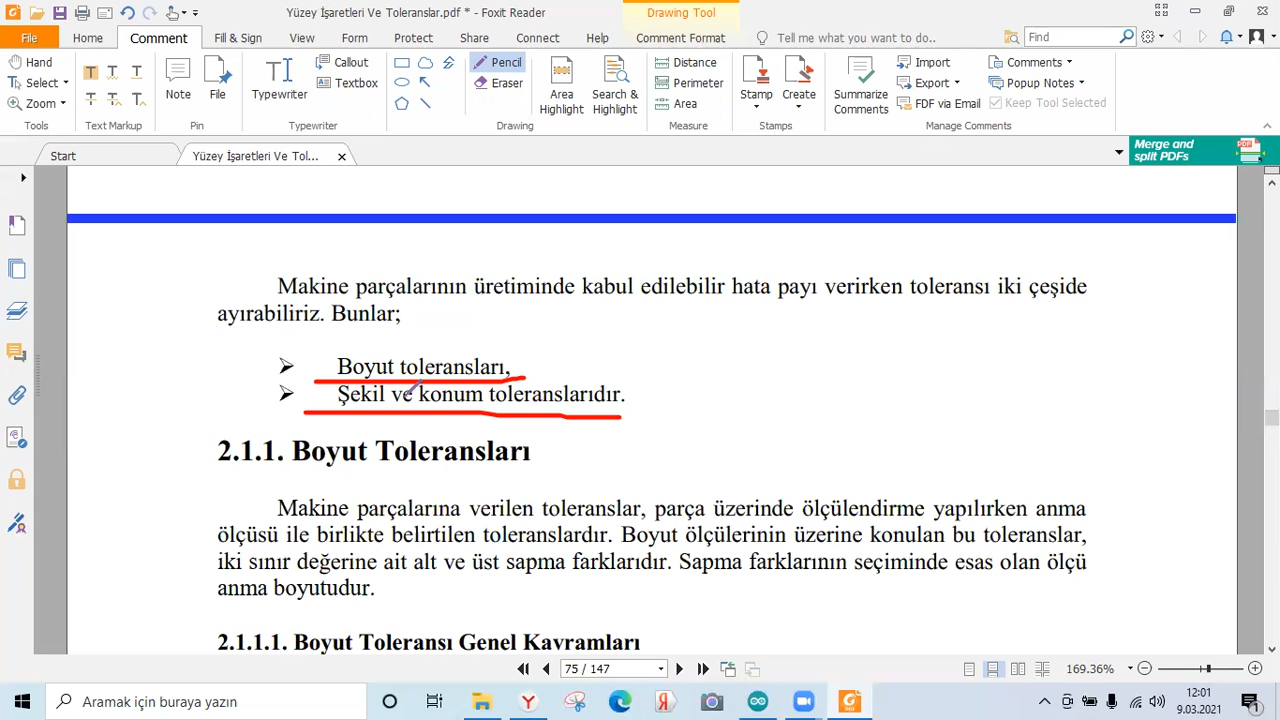 Yüzey İşaretleri Ve Toleranslar.pdf * - Foxit Reader
Drawing Tool
File Home Comment Fill & Sign View Form Protect Share Connect Help Comment Format Tell me what you want to do.. Find
Hand
Select
Zoom
Tools
Text Markup
Note
File
Pin
Typewriter
Callout
Textbox
Typewriter
Pencil
Eraser
Drawing
Area Highlight
Search & Highlight
Distance
Perimeter
Area
Measure
Stamp
Create
Stamps
Summarize Comments
Import
Export
FDF via Email
Comments
Popup Notes
Keep Tool Selected
Manage Comments
Start
Yüzey İşaretleri Ve Tol...
Merge and
split PDFs
Makine parçalarının üretiminde kabul edilebilir hata payı verirken toleransı iki çeşide
ayırabiliriz. Bunlar;
Boyut toleransları,
Şekil ve konum toleranslarıdır.
2.1.1. Boyut Toleransları
Makine parçalarına verilen toleranslar, parça üzerinde ölçülendirme yapılırken anma
ölçüsü ile birlikte belirtilen toleranslardır. Boyut ölçülerinin üzerine konulan bu toleranslar,
iki sınır değerine ait alt ve üst sapma farklarıdır. Sapma farklarının seçiminde esas olan ölçü
anma boyutudur.
2.1.1.1. Boyut Toleransı Genel Kavramları
75 / 147
169.36%
Aramak için buraya yazın
12:01
9.03.2021